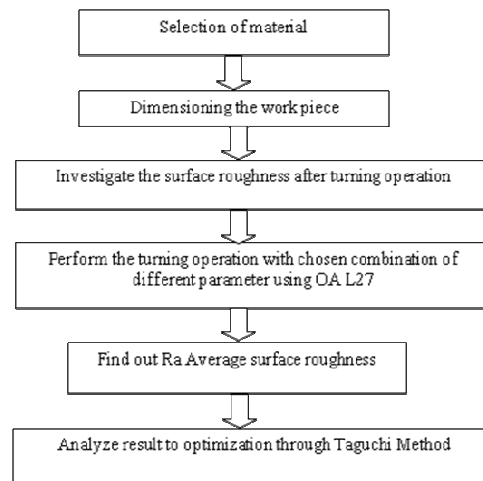 Selection of material
Dimensioning the work piece
Investigate the surface roughness after turning operation
Perform the turning operation with chosen combination of
different parameter using OA L27
Find out Ra Average surface roughness
Analyze result to optimization through Taguchi Method